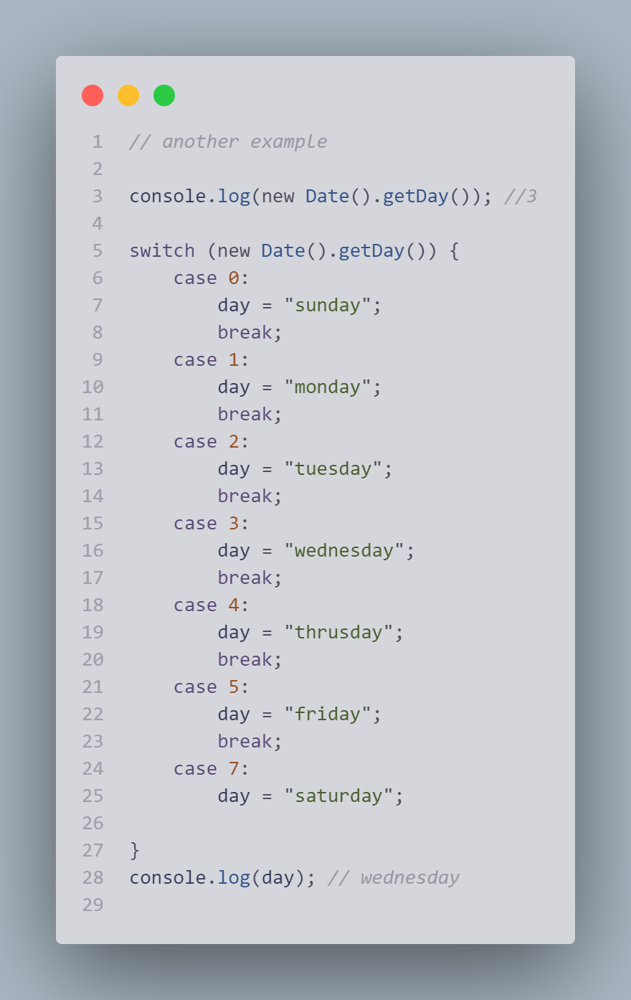 1 // another example
2
3 console.log(new Date().getDay()); //3
4
5 switch (new Date().getDay()) {
6     case 0:
7         day = "sunday";
8         break;
9     case 1:
10         day = "monday";
11         break;
12     case 2:
13         day = "tuesday";
14         break;
15     case 3:
16         day = "wednesday";
17         break;
18     case 4:
19         day = "thrusday";
20         break;
21     case 5:
22         day = "friday";
23         break;
24     case 7:
25         day = "saturday";
26
27 }
28 console.log(day); // wednesday
29